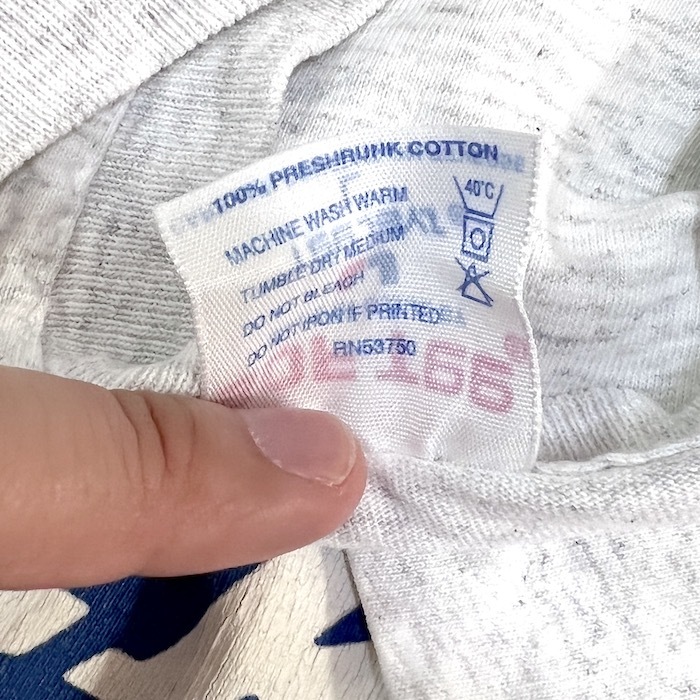 100% PRESHRUNK COTTON
MACHINE WASH WARM
40°C
TUMBLE DRY MEDIUM
DO NOT BLEACH
DO NOT IRON IF PRINTED
RN53750